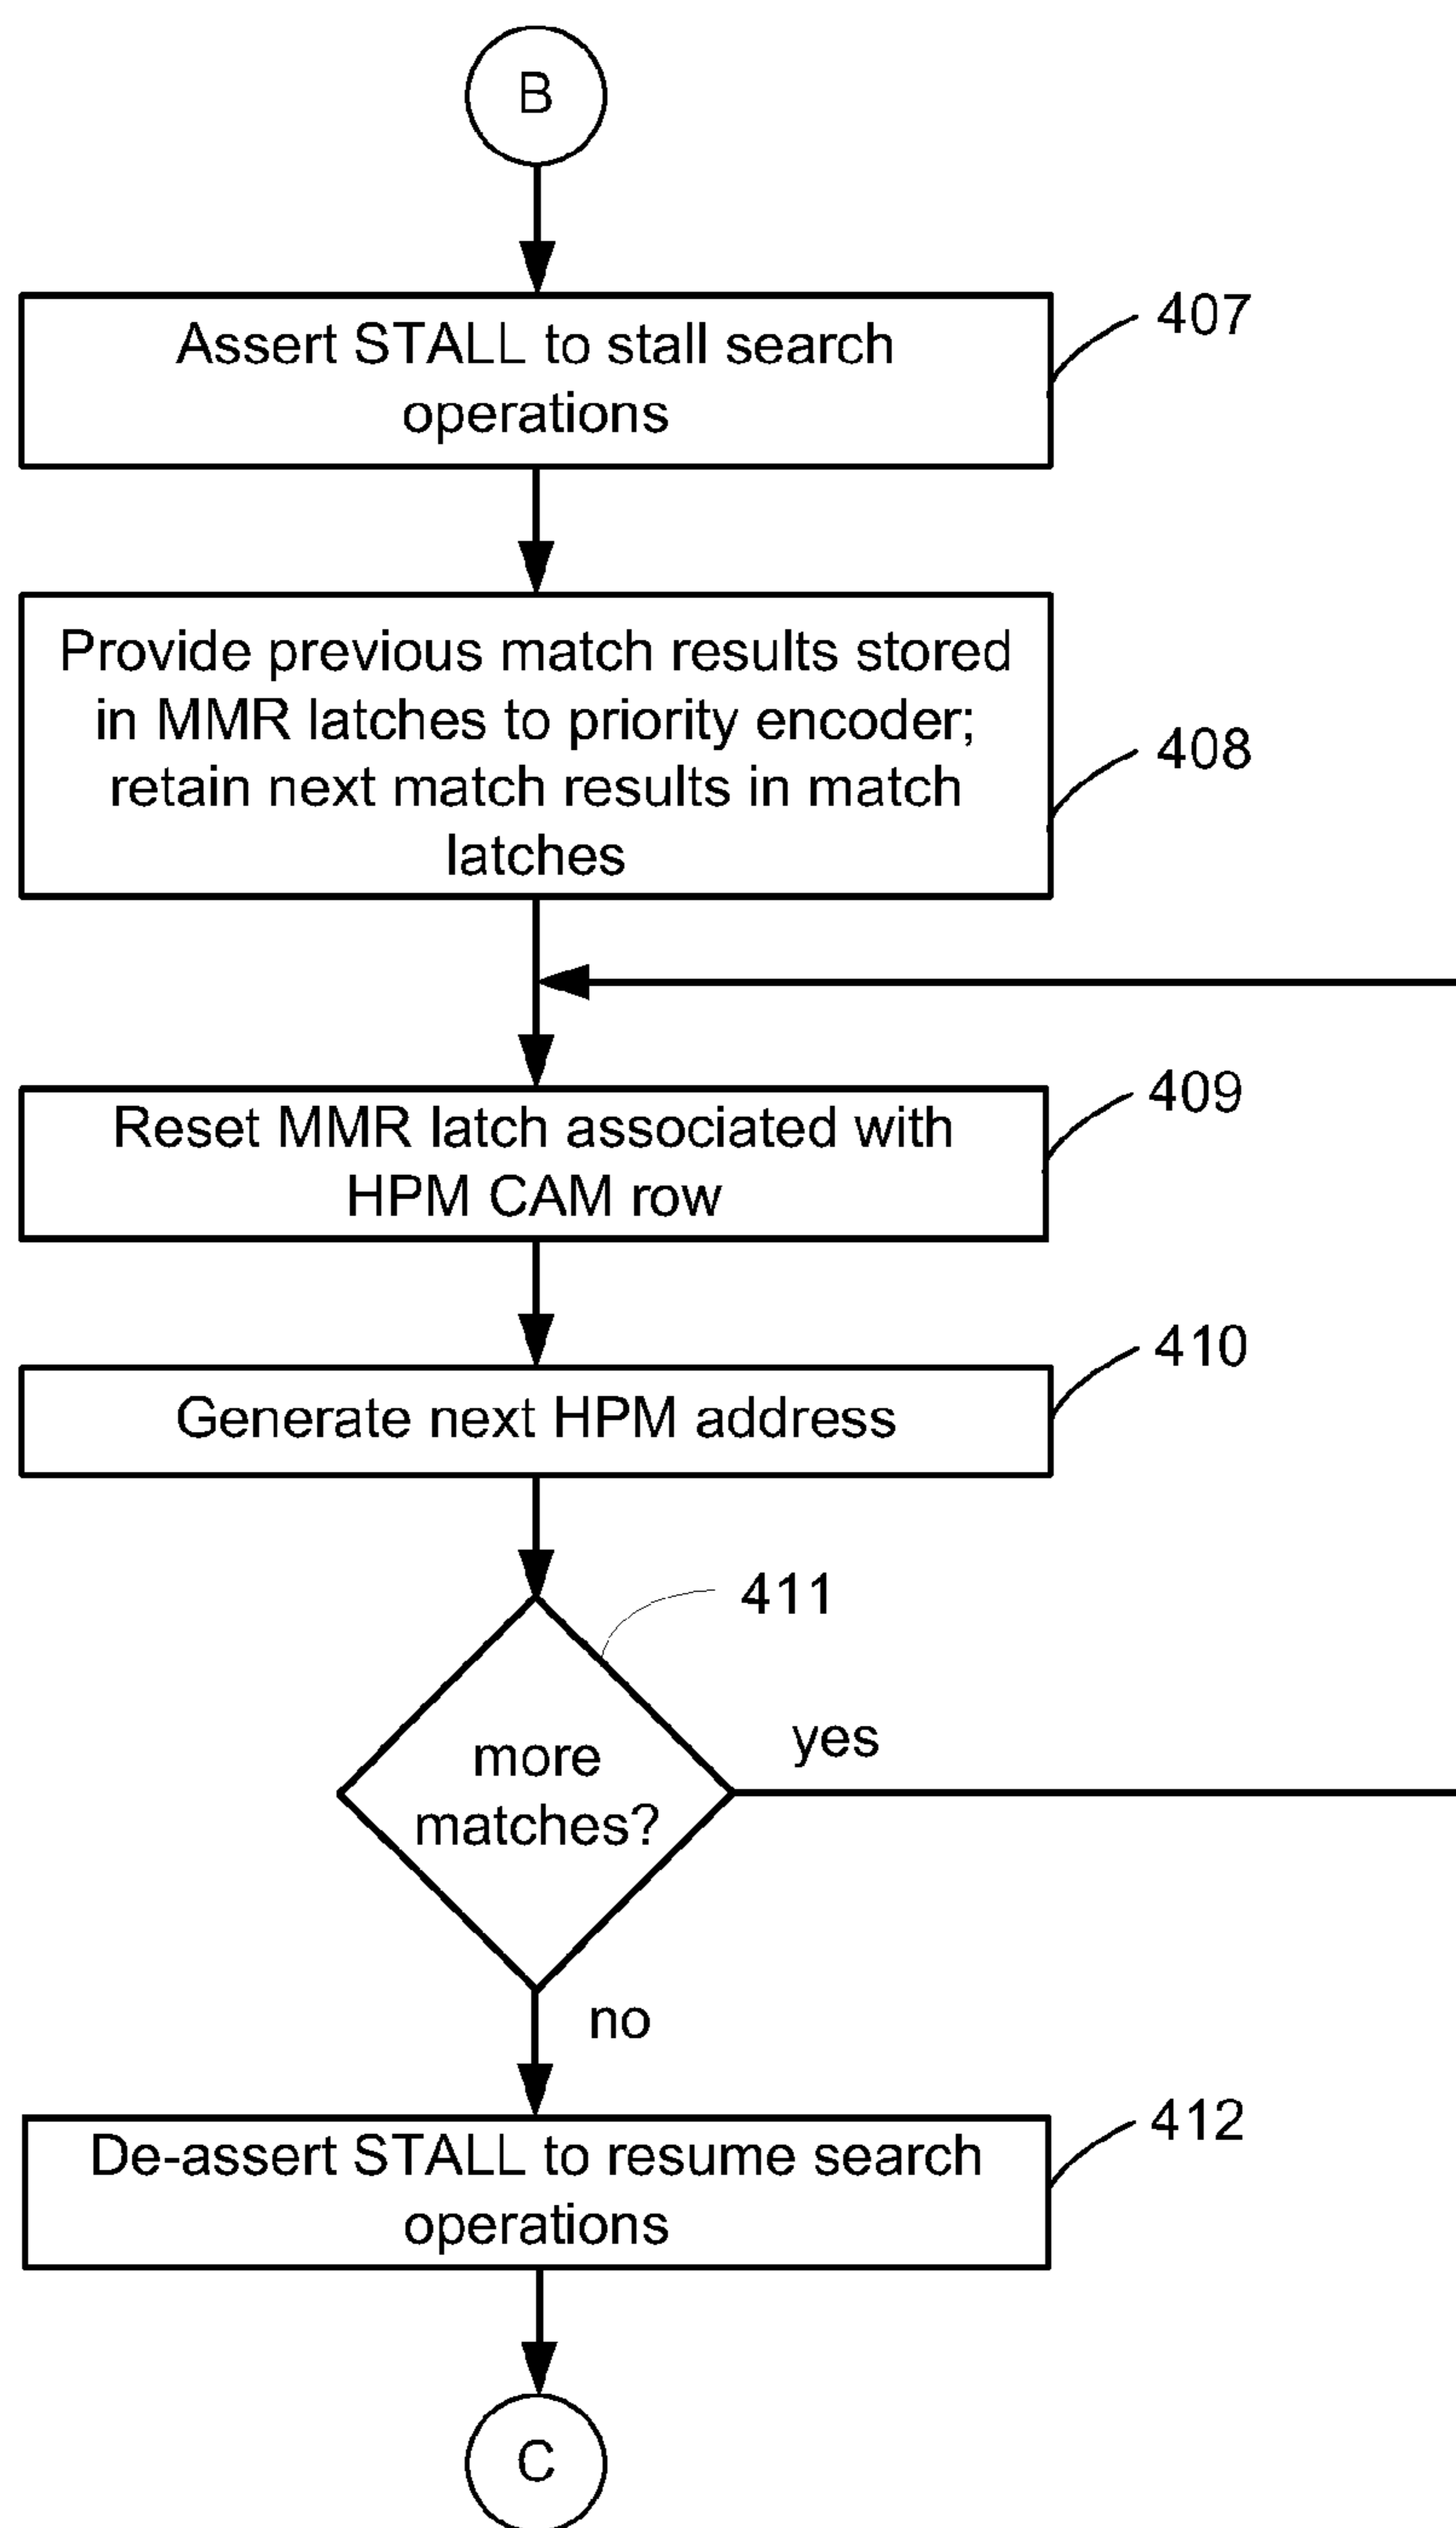 B
Assert STALL to stall search
operations
407
Provide previous match results stored
in MMR latches to priority encoder;
retain next match results in match
latches
408
Reset MMR latch associated with
HPM CAM row
409
Generate next HPM address
410
411
more
matches?
yes
no
De-assert STALL to resume search
operations
412
C